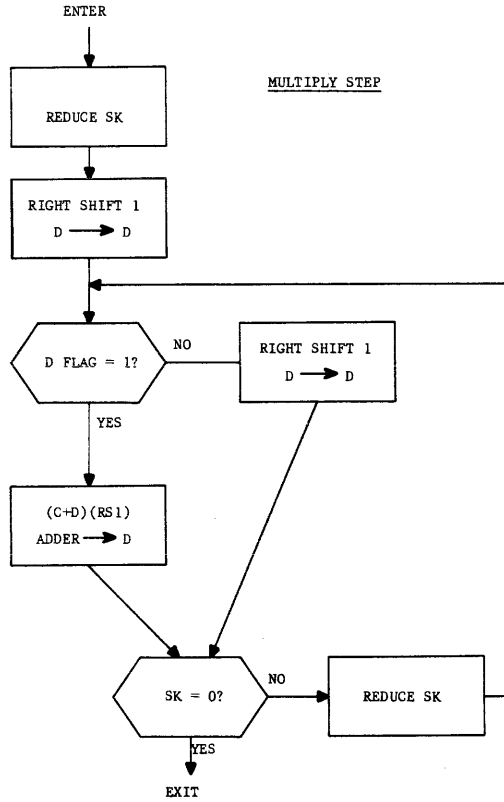 ENTER
MULTIPLY STEP
REDUCE SK
RIGHT SHIFT 1
D → D
D FLAG = 1?
NO
RIGHT SHIFT 1
D → D
YES
(C+D)(RS1)
ADDER → D
SK = 0?
NO
REDUCE SK
YES
EXIT